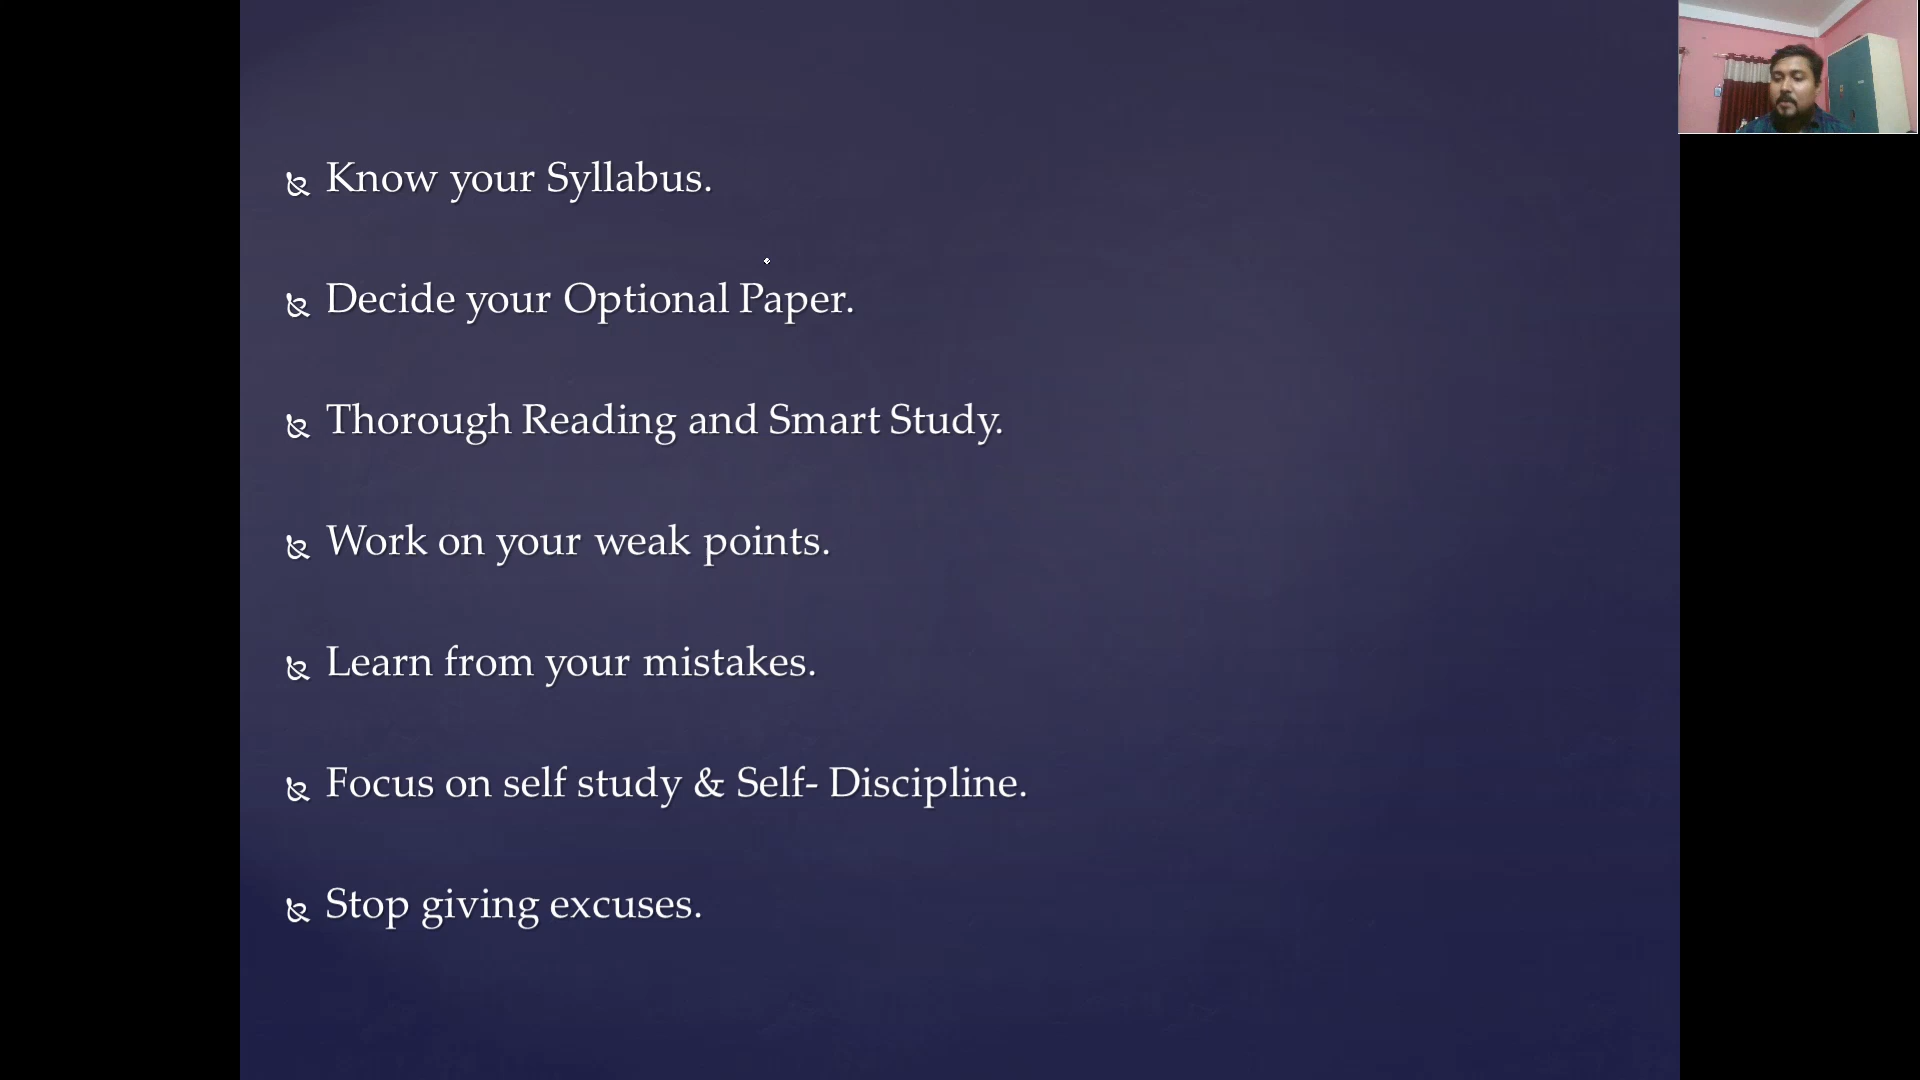 Know your Syllabus.
Decide your Optional Paper.
Thorough Reading and Smart Study.
Work on your weak points.
Learn from your mistakes.
Focus on self study & Self- Discipline.
Stop giving excuses.